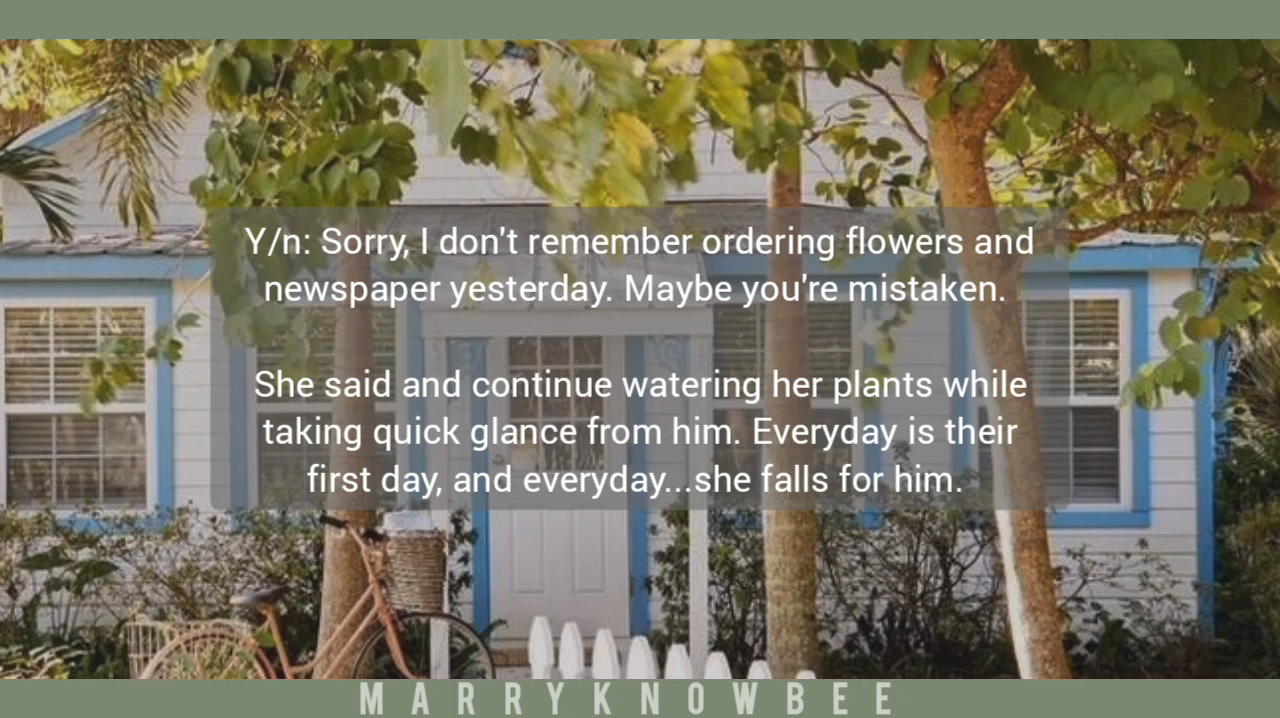 Y/n: Sorry, I don't remember ordering flowers and
newspaper yesterday. Maybe you're mistaken.
She said and continue watering her plants while
taking quick glance from him. Everyday is their
first day, and everyday...she falls for him.
MARRYKNOWBEE